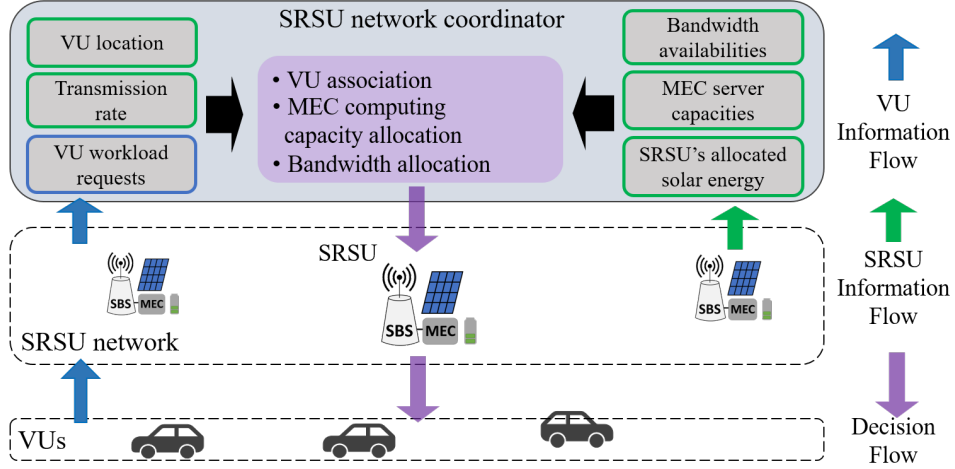 SRSU network coordinator
VU location
Transmission
rate
VU workload
requests
• VU association
• MEC computing
capacity allocation
• Bandwidth allocation
Bandwidth
availabilities
MEC server
capacities
SRSU's allocated
solar energy
VU
Information
Flow
SRSU
SBS
MEC
SBS
MEC
SBS
MEC
SRSU network
SRSU
Information
Flow
VUs
Decision
Flow